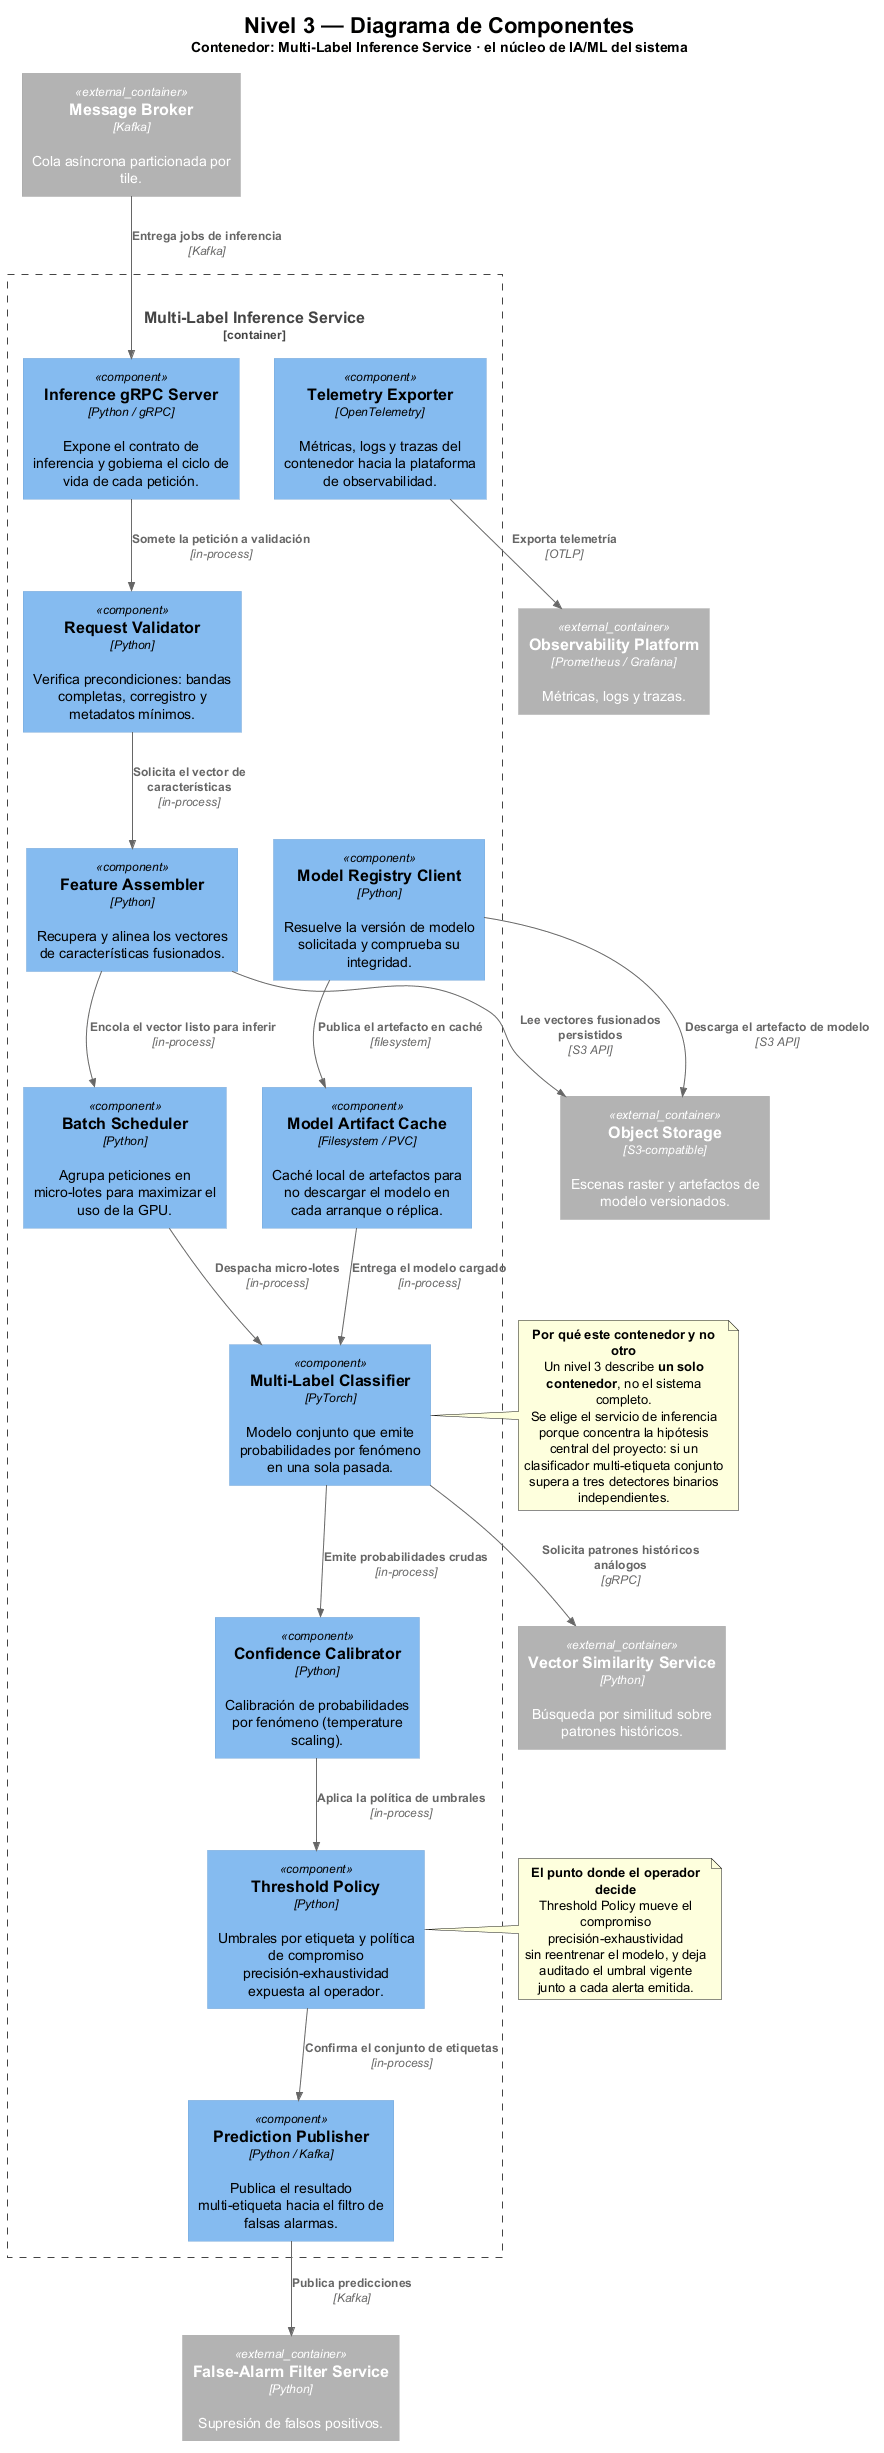 Nivel 3 — Diagrama de Componentes
Contenedor: Multi-Label Inference Service · el núcleo de IA/ML del sistema
«external_container»
Message Broker
[Kafka]
Cola asíncrona particionada por
tile.
Entrega jobs de inferencia
[Kafka]
Multi-Label Inference Service
[container]
«component»
Inference gRPC Server
[Python / gRPC]
Expone el contrato de
inferencia y gobierna el ciclo de
vida de cada petición.
«component»
Telemetry Exporter
[OpenTelemetry]
Métricas, logs y trazas del
contenedor hacia la plataforma
de observabilidad.
Somete la petición a validación
[in-process]
Exporta telemetría
[OTLP]
«component»
Request Validator
[Python]
Verifica precondiciones: bandas
completas, corregistro y
metadatos mínimos.
«external_container»
Observability Platform
[Prometheus / Grafana]
Métricas, logs y trazas.
Solicita el vector de
características
[in-process]
«component»
Feature Assembler
[Python]
Recupera y alinea los vectores
de características fusionados.
«component»
Model Registry Client
[Python]
Resuelve la versión de modelo
solicitada y comprueba su
integridad.
Encola el vector listo para inferir
[in-process]
Publica el artefacto en caché
[filesystem]
Lee vectores fusionados
persistidos
[S3 API]
Descarga el artefacto de modelo
[S3 API]
«component»
Batch Scheduler
[Python]
Agrupa peticiones en
micro-lotes para maximizar el
uso de la GPU.
«component»
Model Artifact Cache
[Filesystem / PVC]
Caché local de artefactos para
no descargar el modelo en
cada arranque o réplica.
«external_container»
Object Storage
[S3-compatible]
Escenas raster y artefactos de
modelo versionados.
Despacha micro-lotes
[in-process]
Entrega el modelo cargado
[in-process]
«component»
Multi-Label Classifier
[PyTorch]
Modelo conjunto que emite
probabilidades por fenómeno
en una sola pasada.
Por qué este contenedor y no
otro
Un nivel 3 describe un solo
contenedor, no el sistema
completo.
Se elige el servicio de inferencia
porque concentra la hipótesis
central del proyecto: si un
clasificador multi-etiqueta conjunto
supera a tres detectores binarios
independientes.
Emite probabilidades crudas
[in-process]
Solicita patrones históricos
análogos
[gRPC]
«component»
Confidence Calibrator
[Python]
Calibración de probabilidades
por fenómeno (temperature
scaling).
«external_container»
Vector Similarity Service
[Python]
Búsqueda por similitud sobre
patrones históricos.
Aplica la política de umbrales
[in-process]
«component»
Threshold Policy
[Python]
Umbrales por etiqueta y política
de compromiso
precisión-exhaustividad
expuesta al operador.
El punto donde el operador
decide
Threshold Policy mueve el
compromiso
precisión-exhaustividad
sin reentrenar el modelo, y deja
auditado el umbral vigente
junto a cada alerta emitida.
Confirma el conjunto de etiquetas
[in-process]
«component»
Prediction Publisher
[Python / Kafka]
Publica el resultado
multi-etiqueta hacia el filtro de
falsas alarmas.
Publica predicciones
[Kafka]
«external_container»
False-Alarm Filter Service
[Python]
Supresión de falsos positivos.